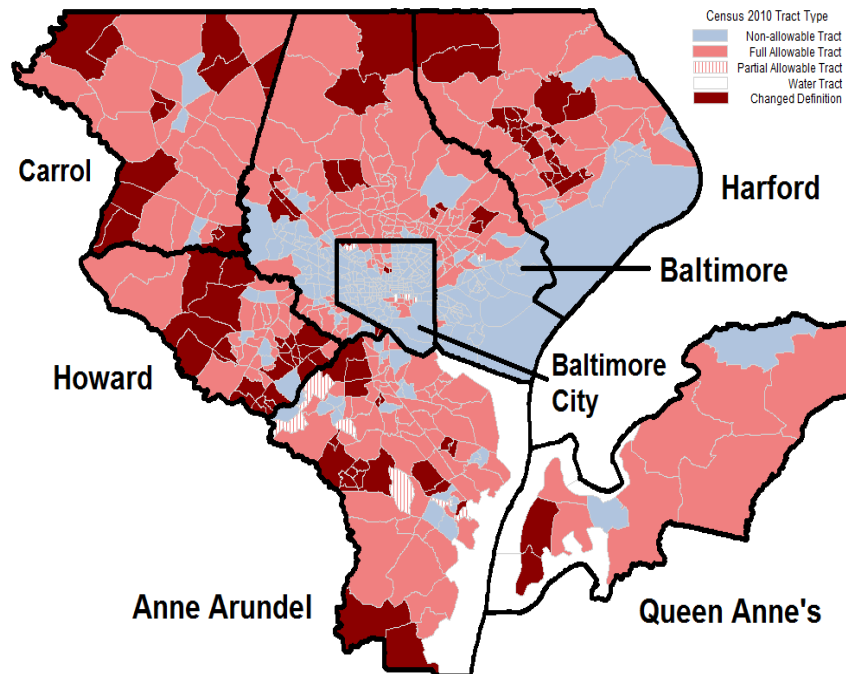 Census 2010 Tract Type
Non-allowable Tract
Full Allowable Tract
Partial Allowable Tract
Water Tract
Changed Definition
Carrol
Harford
Baltimore
Howard
Baltimore
City
Anne Arundel
Queen Anne's